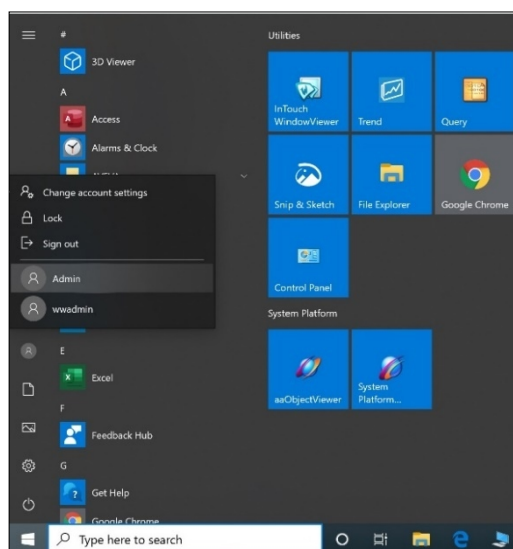 #
3D Viewer
A
Access
Alarms & Clock
Change account settings
Lock
Sign out
Admin
wwadmin
E
Excel
F
Feedback Hub
G
Get Help
Google Chrome
Type here to search
Utilities
InTouch
WindowViewer
Trend
Query
Snip & Sketch
File Explorer
Google Chrome
Control Panel
System Platform
aaObjectViewer
System
Platform...